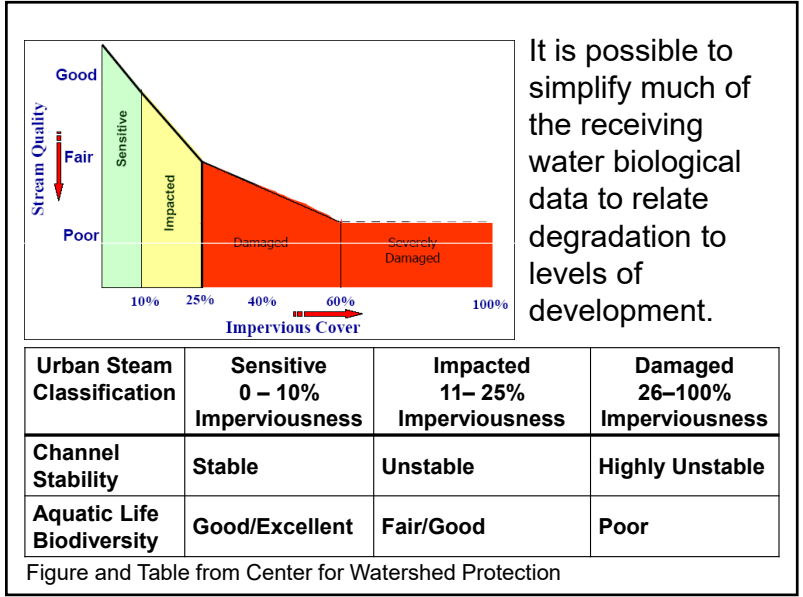 Good
Fair
Poor
Stream Quality
Sensitive
Impacted
Damaged
Severely
Damaged
10%
25%
40%
60%
100%
Impervious Cover
It is possible to
simplify much of
the receiving
water biological
data to relate
degradation to
levels of
development.
Urban Steam
Classification
Sensitive
0 – 10%
Imperviousness
Impacted
11– 25%
Imperviousness
Damaged
26–100%
Imperviousness
Channel
Stability
Stable
Unstable
Highly Unstable
Aquatic Life
Biodiversity
Good/Excellent
Fair/Good
Poor
Figure and Table from Center for Watershed Protection